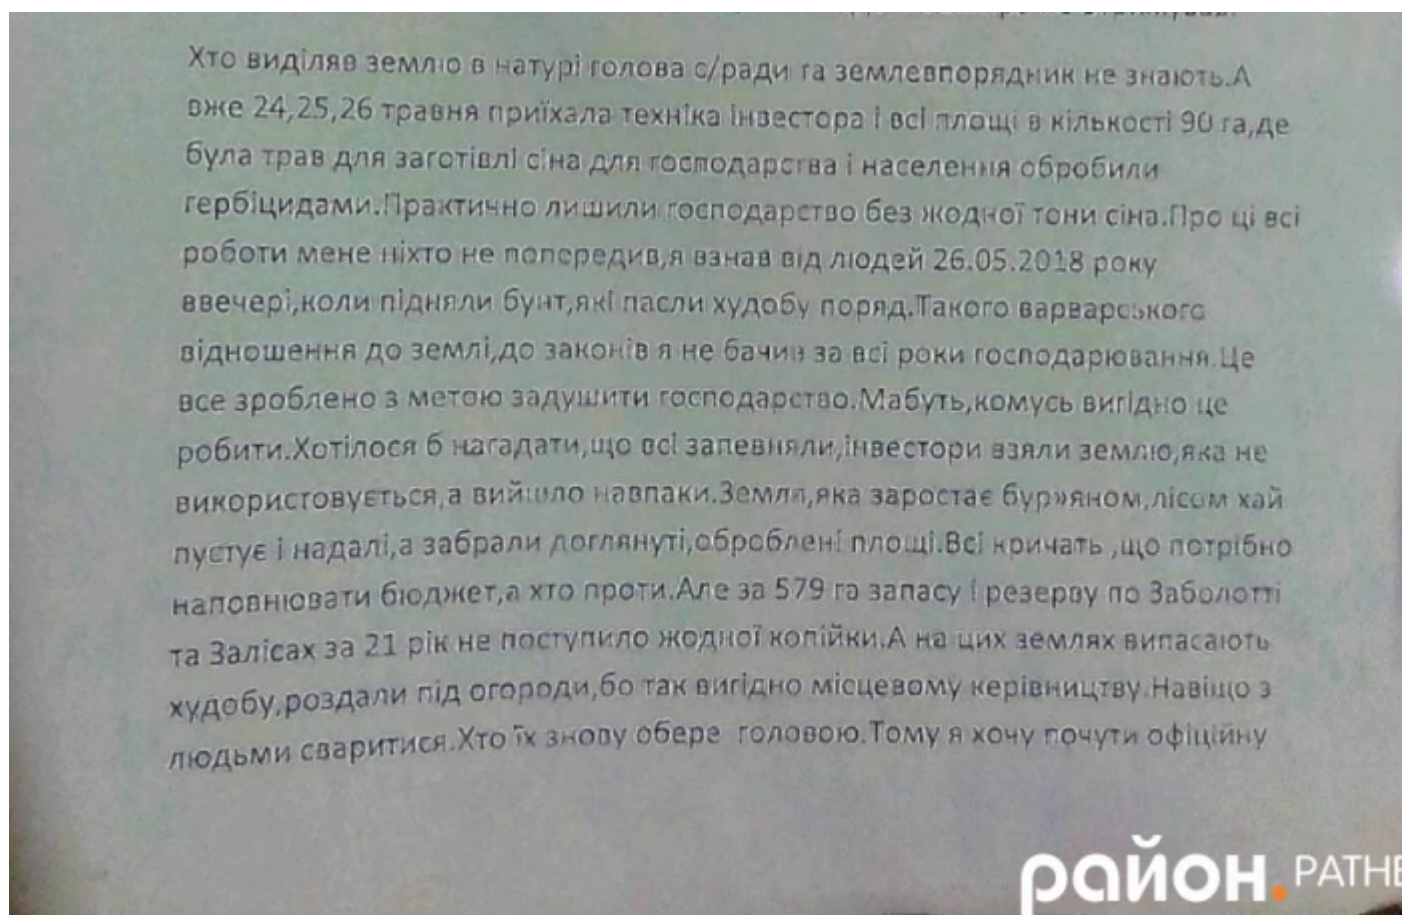 Хто виділяв землю в натурі голова с/ради та землевпорядник не знають.А
вже 24,25,26 травня приїхала техніка інвестора і всі площі в кількості 90 га,де
була трав для заготівлі сіна для господарства і населення обробили
гербіцидами.Практично лишили господарство без жодної тони сіна.Про ці всі
роботи мене ніхто не попередив,я взнав від людей 26.05.2018 року
ввечері,коли підняли бунт,які пасли худобу поряд.Такого варварського
відношення до землі,до законів я не бачив за всі роки господарювання.Це
все зроблено з метою задушити господарство.Мабуть,комусь вигідно це
робити.Хотілося б нагадати,що всі запевняли,інвестори взяли землю,яка не
використовується,а вийшло навпаки.Земля,яка заростає бур»яном,лісом хай
пустує і надалі,а забрали доглянуті,оброблені площі.Всі кричать ,що потрібно
наповнювати бюджет,а хто проти.Але за 579 га запасу і резерву по Заболотті
та Залісах за 21 рік не поступило жодної копійки.А на цих землях випасають
худобу,роздали під огороди,бо так вигідно місцевому керівництву.Навіщо з
людьми сваритися.Хто їх знову обере головою.Тому я хочу почути офіційну
район.РАТНЕ